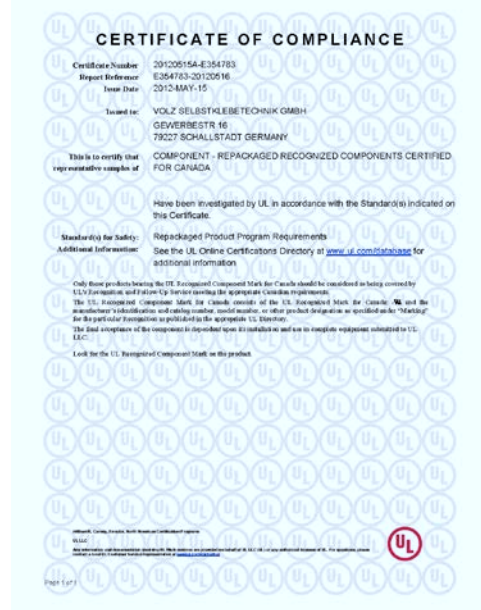 CERTIFICATE OF COMPLIANCE
Certificate Number 20120515A-E354783
Report Reference E354783-20120516
Issue Date 2012-MAY-15
Issued to: VOLZ SELBSTKLEBETECHNIK GMBH
GEWERBESTR 16
79227 SCHALLSTADT GERMANY
This is to certify that COMPONENT - REPACKAGED RECOGNIZED COMPONENTS CERTIFIED
representative samples of FOR CANADA
Have been investigated by UL in accordance with the Standard(s) indicated on
this Certificate.
Standard(s) for Safety: Repackaged Product Program Requirements
Additional Information: See the UL Online Certifications Directory at www.ul.com/database for
additional information
Only those products bearing the UL Recognized Component Mark for Canada should be considered as being covered by
UL's Recognition and Follow-Up Service meeting the appropriate Canadian requirements.
The UL Recognized Component Mark for Canada consists of the UL Recognized Mark for Canada: and the
manufacturer's identification and catalog number, model number, or other product designation as specified under "Marking"
for the particular Recognition as published in the appropriate UL Directory.
The final acceptance of the component is dependent upon its installation and use in complete equipment submitted to UL
LLC.
Look for the UL Recognized Component Mark on the product
UL LLC
UL
Page 1 of 1